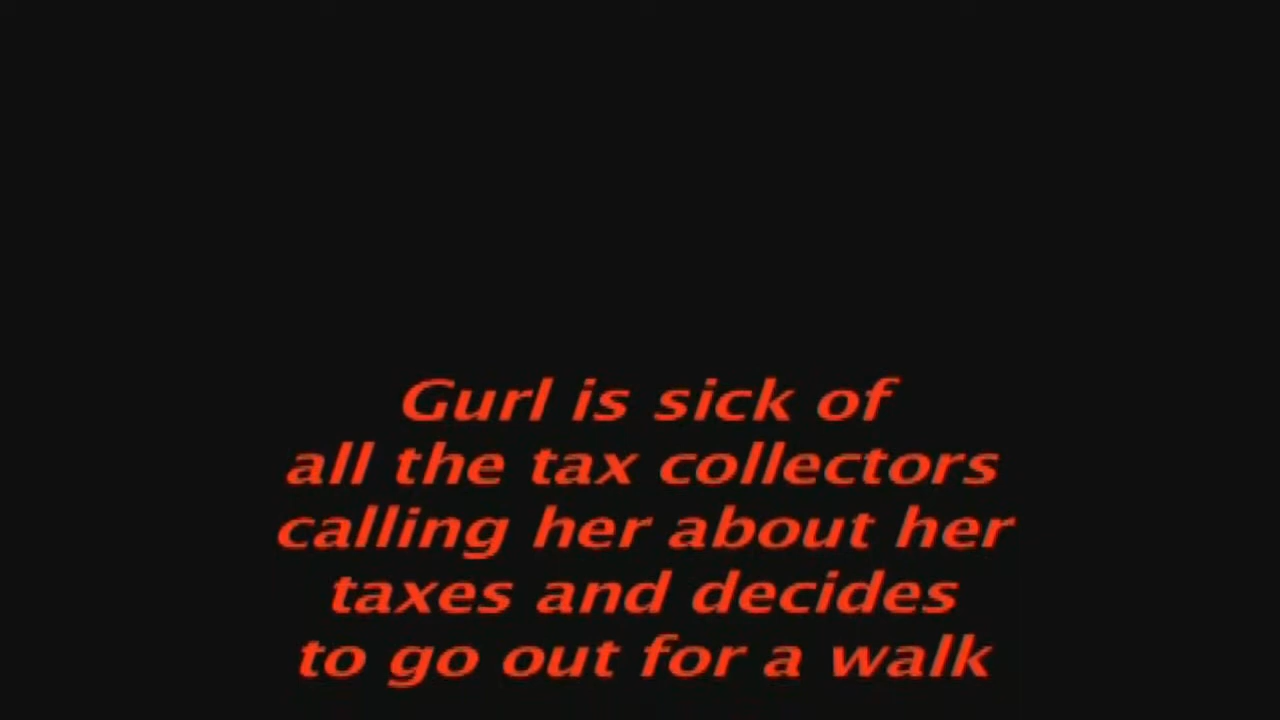 Gurl is sick of
all the tax collectors
calling her about her
taxes and decides
to go out for a walk